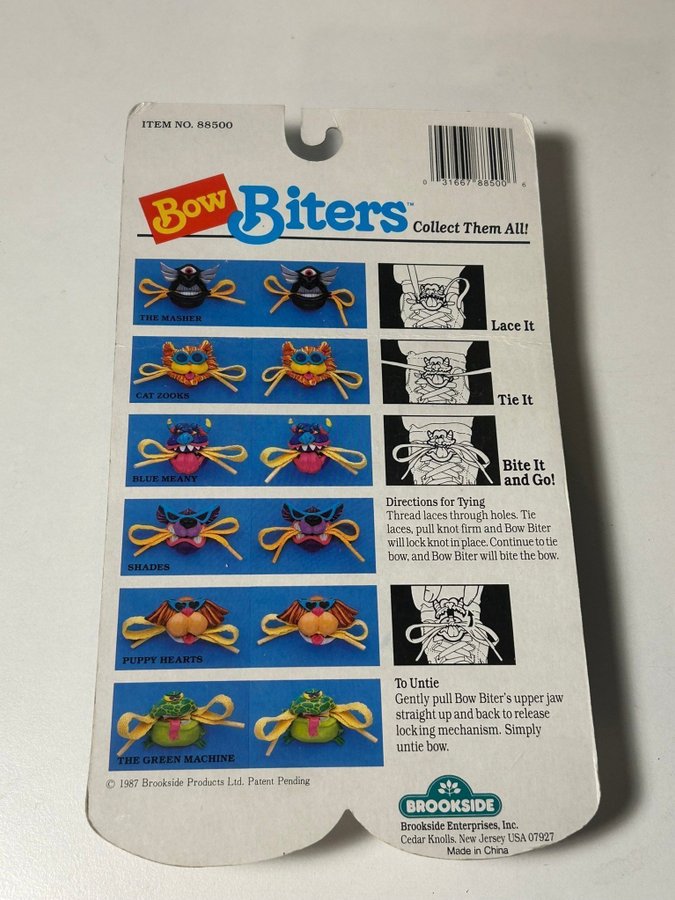 ITEM NO. 88500
0 31667 88500 6
Bow Biters™ Collect Them All!
THE MASHER
Lace It
CAT ZOOKS
Tie It
BLUE MEANY
Bite It
and Go!
Directions for Tying
Thread laces through holes. Tie
laces, pull knot firm and Bow Biter
will lock knot in place. Continue to tie
bow, and Bow Biter will bite the bow.
SHADES
PUPPY HEARTS
To Untie
Gently pull Bow Biter's upper jaw
straight up and back to release
locking mechanism. Simply
untie bow.
THE GREEN MACHINE
© 1987 Brookside Products Ltd. Patent Pending
BROOKSIDE
Brookside Enterprises, Inc.
Cedar Knolls, New Jersey USA 07927
Made in China